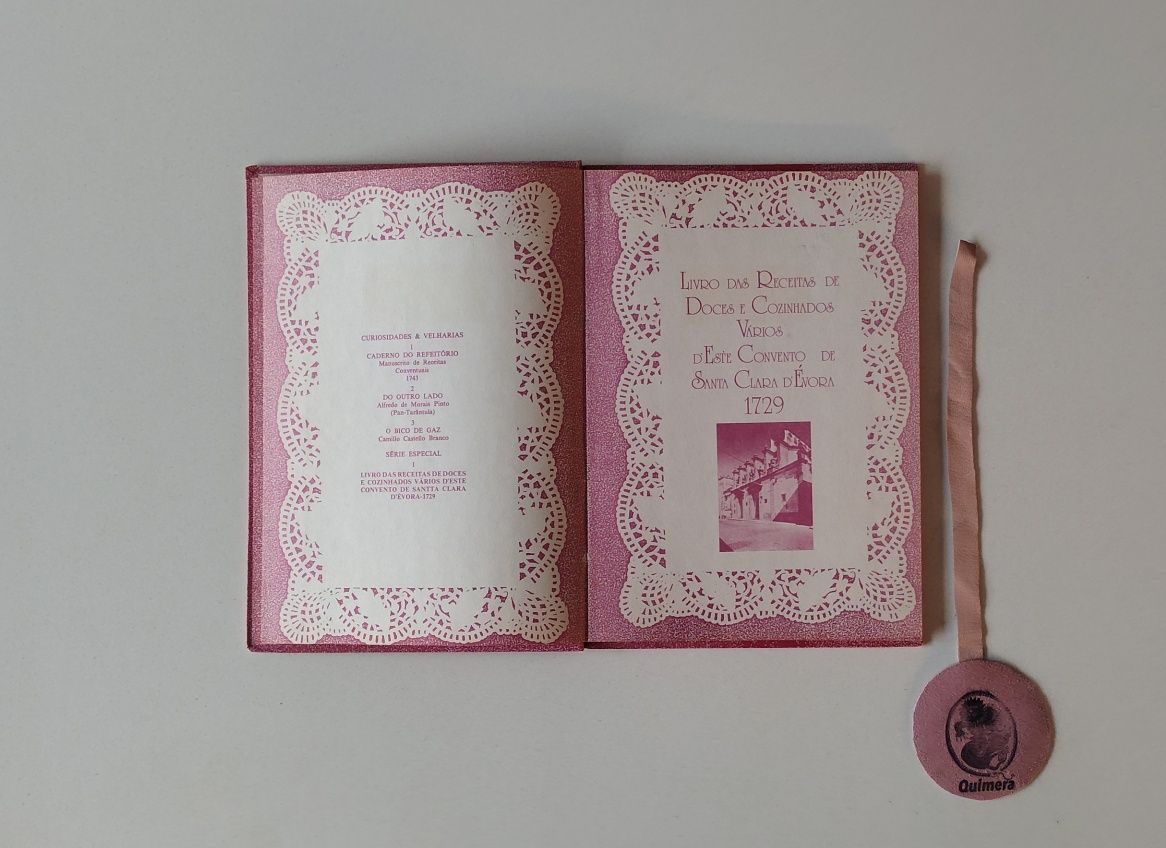 CURIOSIDADES & VELHARIAS
1
CADERNO DO REFEITÓRIO
Manuscrito de Receitas
Conventuais
1743
2
DO OUTRO LADO
Alfredo de Morais Pinto
(Pan-Tarântula)
3
O BICO DE GAZ
Camillo Castello Branco
SÉRIE ESPECIAL
I
LIVRO DAS RECEITAS DE DOCES
E COZINHADOS VÁRIOS D'ESTE
CONVENTO DE SANTTA CLARA
D'ÉVORA-1729
LIVRO DAS RECEITAS DE
DOCES E COZINHADOS
VÁRIOS
D'ESTE CONVENTO DE
SANTA CLARA D'ÉVORA
1729
Quimera